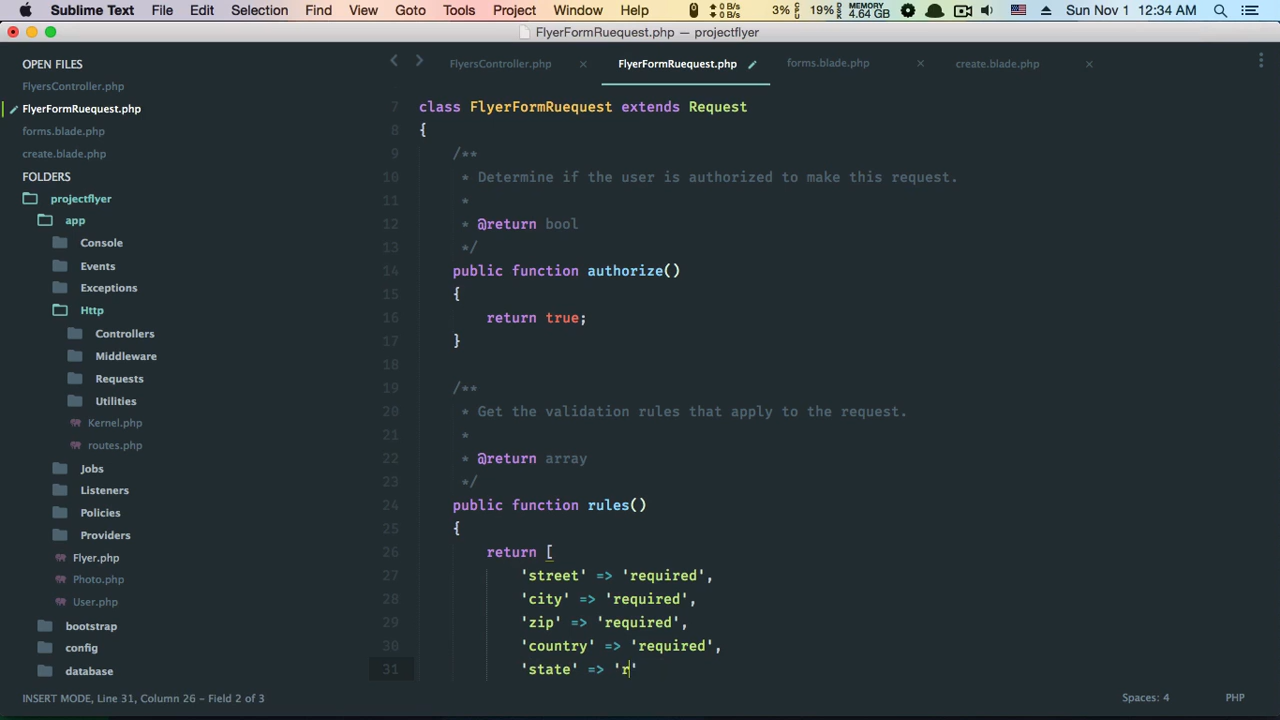 Sublime Text File Edit Selection Find View Goto Tools Project Window Help 0 B/s 0 B/s 3% 19% MEMORY 4.64 GB Sun Nov 1 12:34 AM
FlyerFormRuequest.php — projectflyer
OPEN FILES
FlyersController.php
FlyerFormRuequest.php
forms.blade.php
create.blade.php
FOLDERS
projectflyer
app
Console
Events
Exceptions
Http
Controllers
Middleware
Requests
Utilities
Kernel.php
routes.php
Jobs
Listeners
Policies
Providers
Flyer.php
Photo.php
User.php
bootstrap
config
database
FlyersController.php × FlyerFormRuequest.php forms.blade.php × create.blade.php ×
7 class FlyerFormRuequest extends Request
8 {
9 /**
10 * Determine if the user is authorized to make this request.
11 *
12 * @return bool
13 */
14 public function authorize()
15 {
16 return true;
17 }
18
19 /**
20 * Get the validation rules that apply to the request.
21 *
22 * @return array
23 */
24 public function rules()
25 {
26 return [
27 'street' => 'required',
28 'city' => 'required',
29 'zip' => 'required',
30 'country' => 'required',
31 'state' => 'r'
INSERT MODE, Line 31, Column 26 - Field 2 of 3 Spaces: 4 PHP